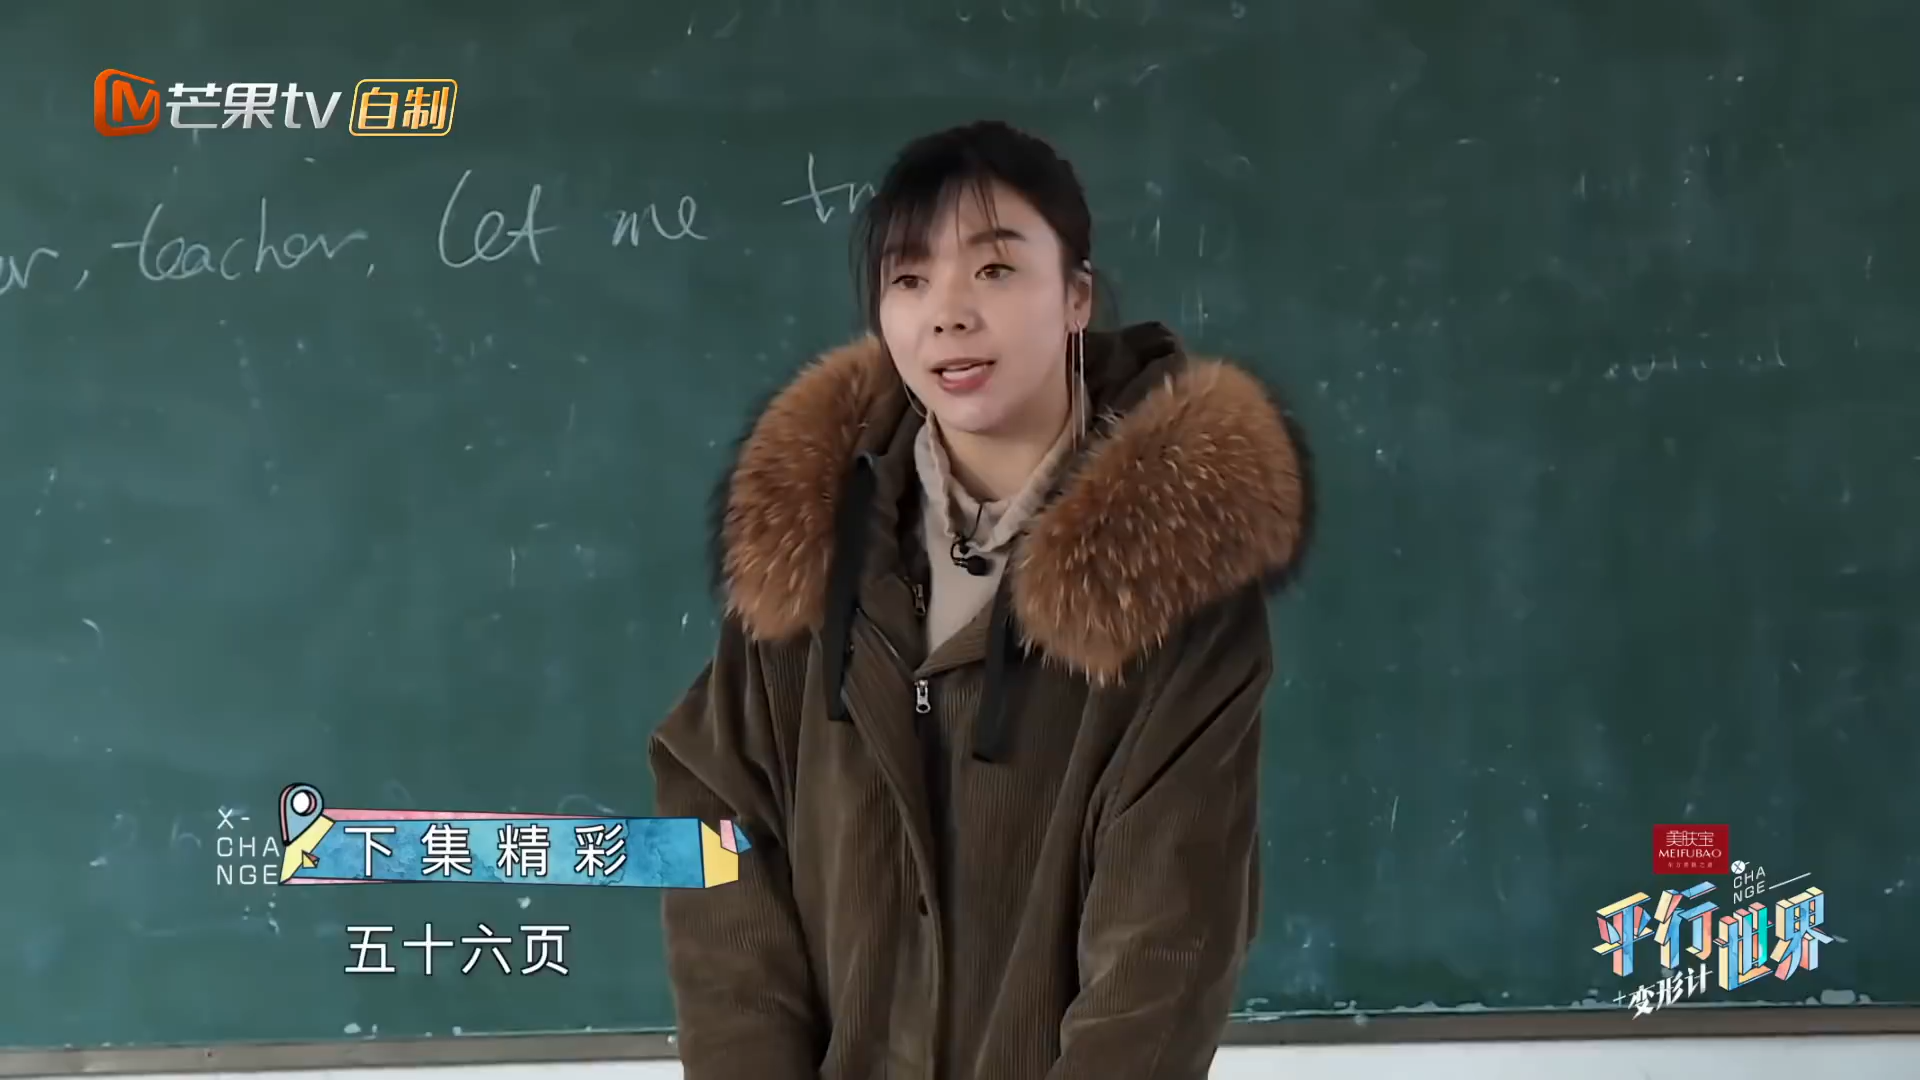 芒果tv 自制
, teacher, let me
X-
CHA
NGE
下集精彩
五十六页
美肤宝
MEIFUBAO
X
CHA
NGE
平行世界
变形计